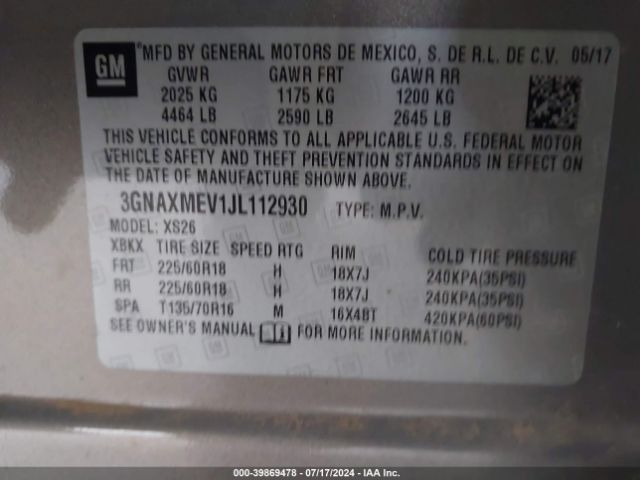 GM
*MFD BY GENERAL MOTORS DE MEXICO, S. DE R.L. DE C.V. 05/17
GVWR GAWR FRT GAWR RR
2025 KG 1175 KG 1200 KG
4464 LB 2590 LB 2645 LB
THIS VEHICLE CONFORMS TO ALL APPLICABLE U.S. FEDERAL MOTOR
VEHICLE SAFETY AND THEFT PREVENTION STANDARDS IN EFFECT ON
THE DATE OF MANUFACTURE SHOWN ABOVE.
3GNAXMEV1JL112930 TYPE: M.P.V.
MODEL: XS26
XBKX TIRE SIZE SPEED RTG RIM COLD TIRE PRESSURE
FRT 225/60R18 H 18X7J 240KPA(35PSI)
RR 225/60R18 H 18X7J 240KPA(35PSI)
SPA T135/70R16 M 16X4BT 420KPA(60PSI)
SEE OWNER'S MANUAL FOR MORE INFORMATION.
000-39869478 - 07/17/2024 - IAA Inc.